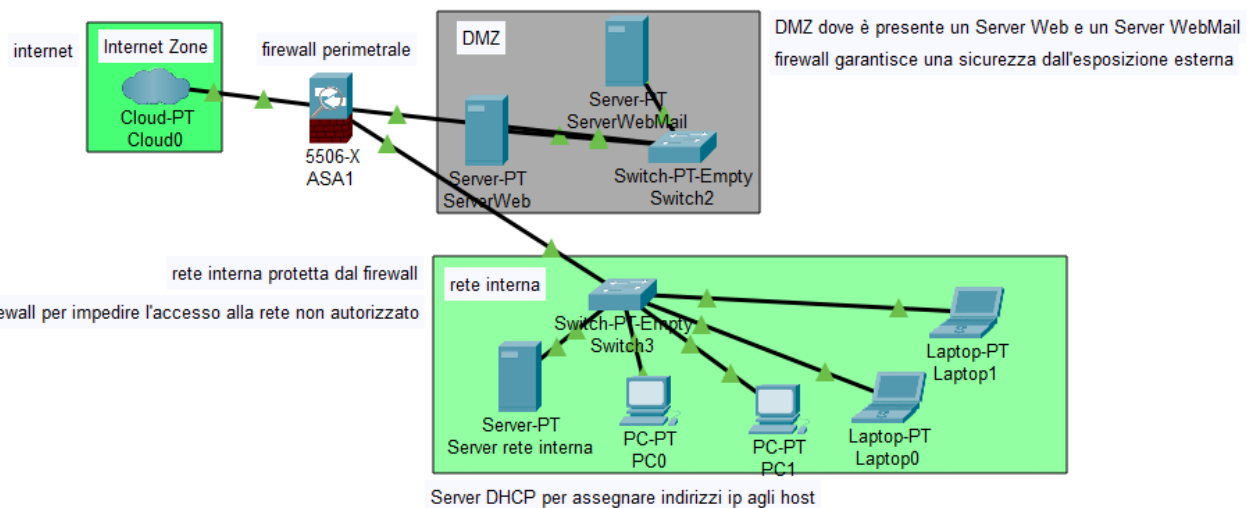 internet
Internet Zone
Cloud-PT
Cloud0
firewall perimetrale
5506-X
ASA1
DMZ
Server-PT
ServerWebMail
Server-PT
ServerWeb
Switch-PT-Empty
Switch2
DMZ dove è presente un Server Web e un Server WebMail
firewall garantisce una sicurezza dall'esposizione esterna
rete interna protetta dal firewall
per impedire l'accesso alla rete non autorizzato
rete interna
Switch-PT-Empty
Switch3
Server-PT
Server rete interna
PC-PT
PC0
PC-PT
PC1
Laptop-PT
Laptop0
Laptop-PT
Laptop1
Server DHCP per assegnare indirizzi ip agli host